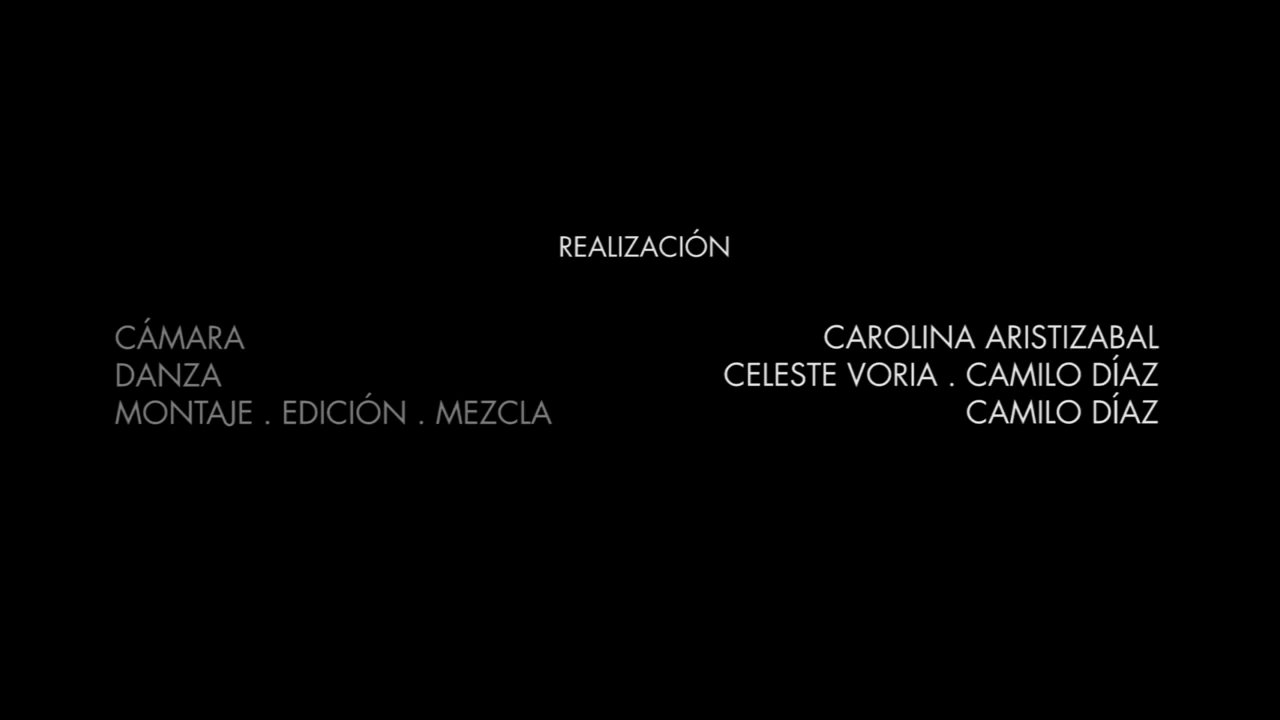 REALIZACIÓN
CÁMARA CAROLINA ARISTIZABAL
DANZA CELESTE VORIA . CAMILO DÍAZ
MONTAJE . EDICIÓN . MEZCLA CAMILO DÍAZ